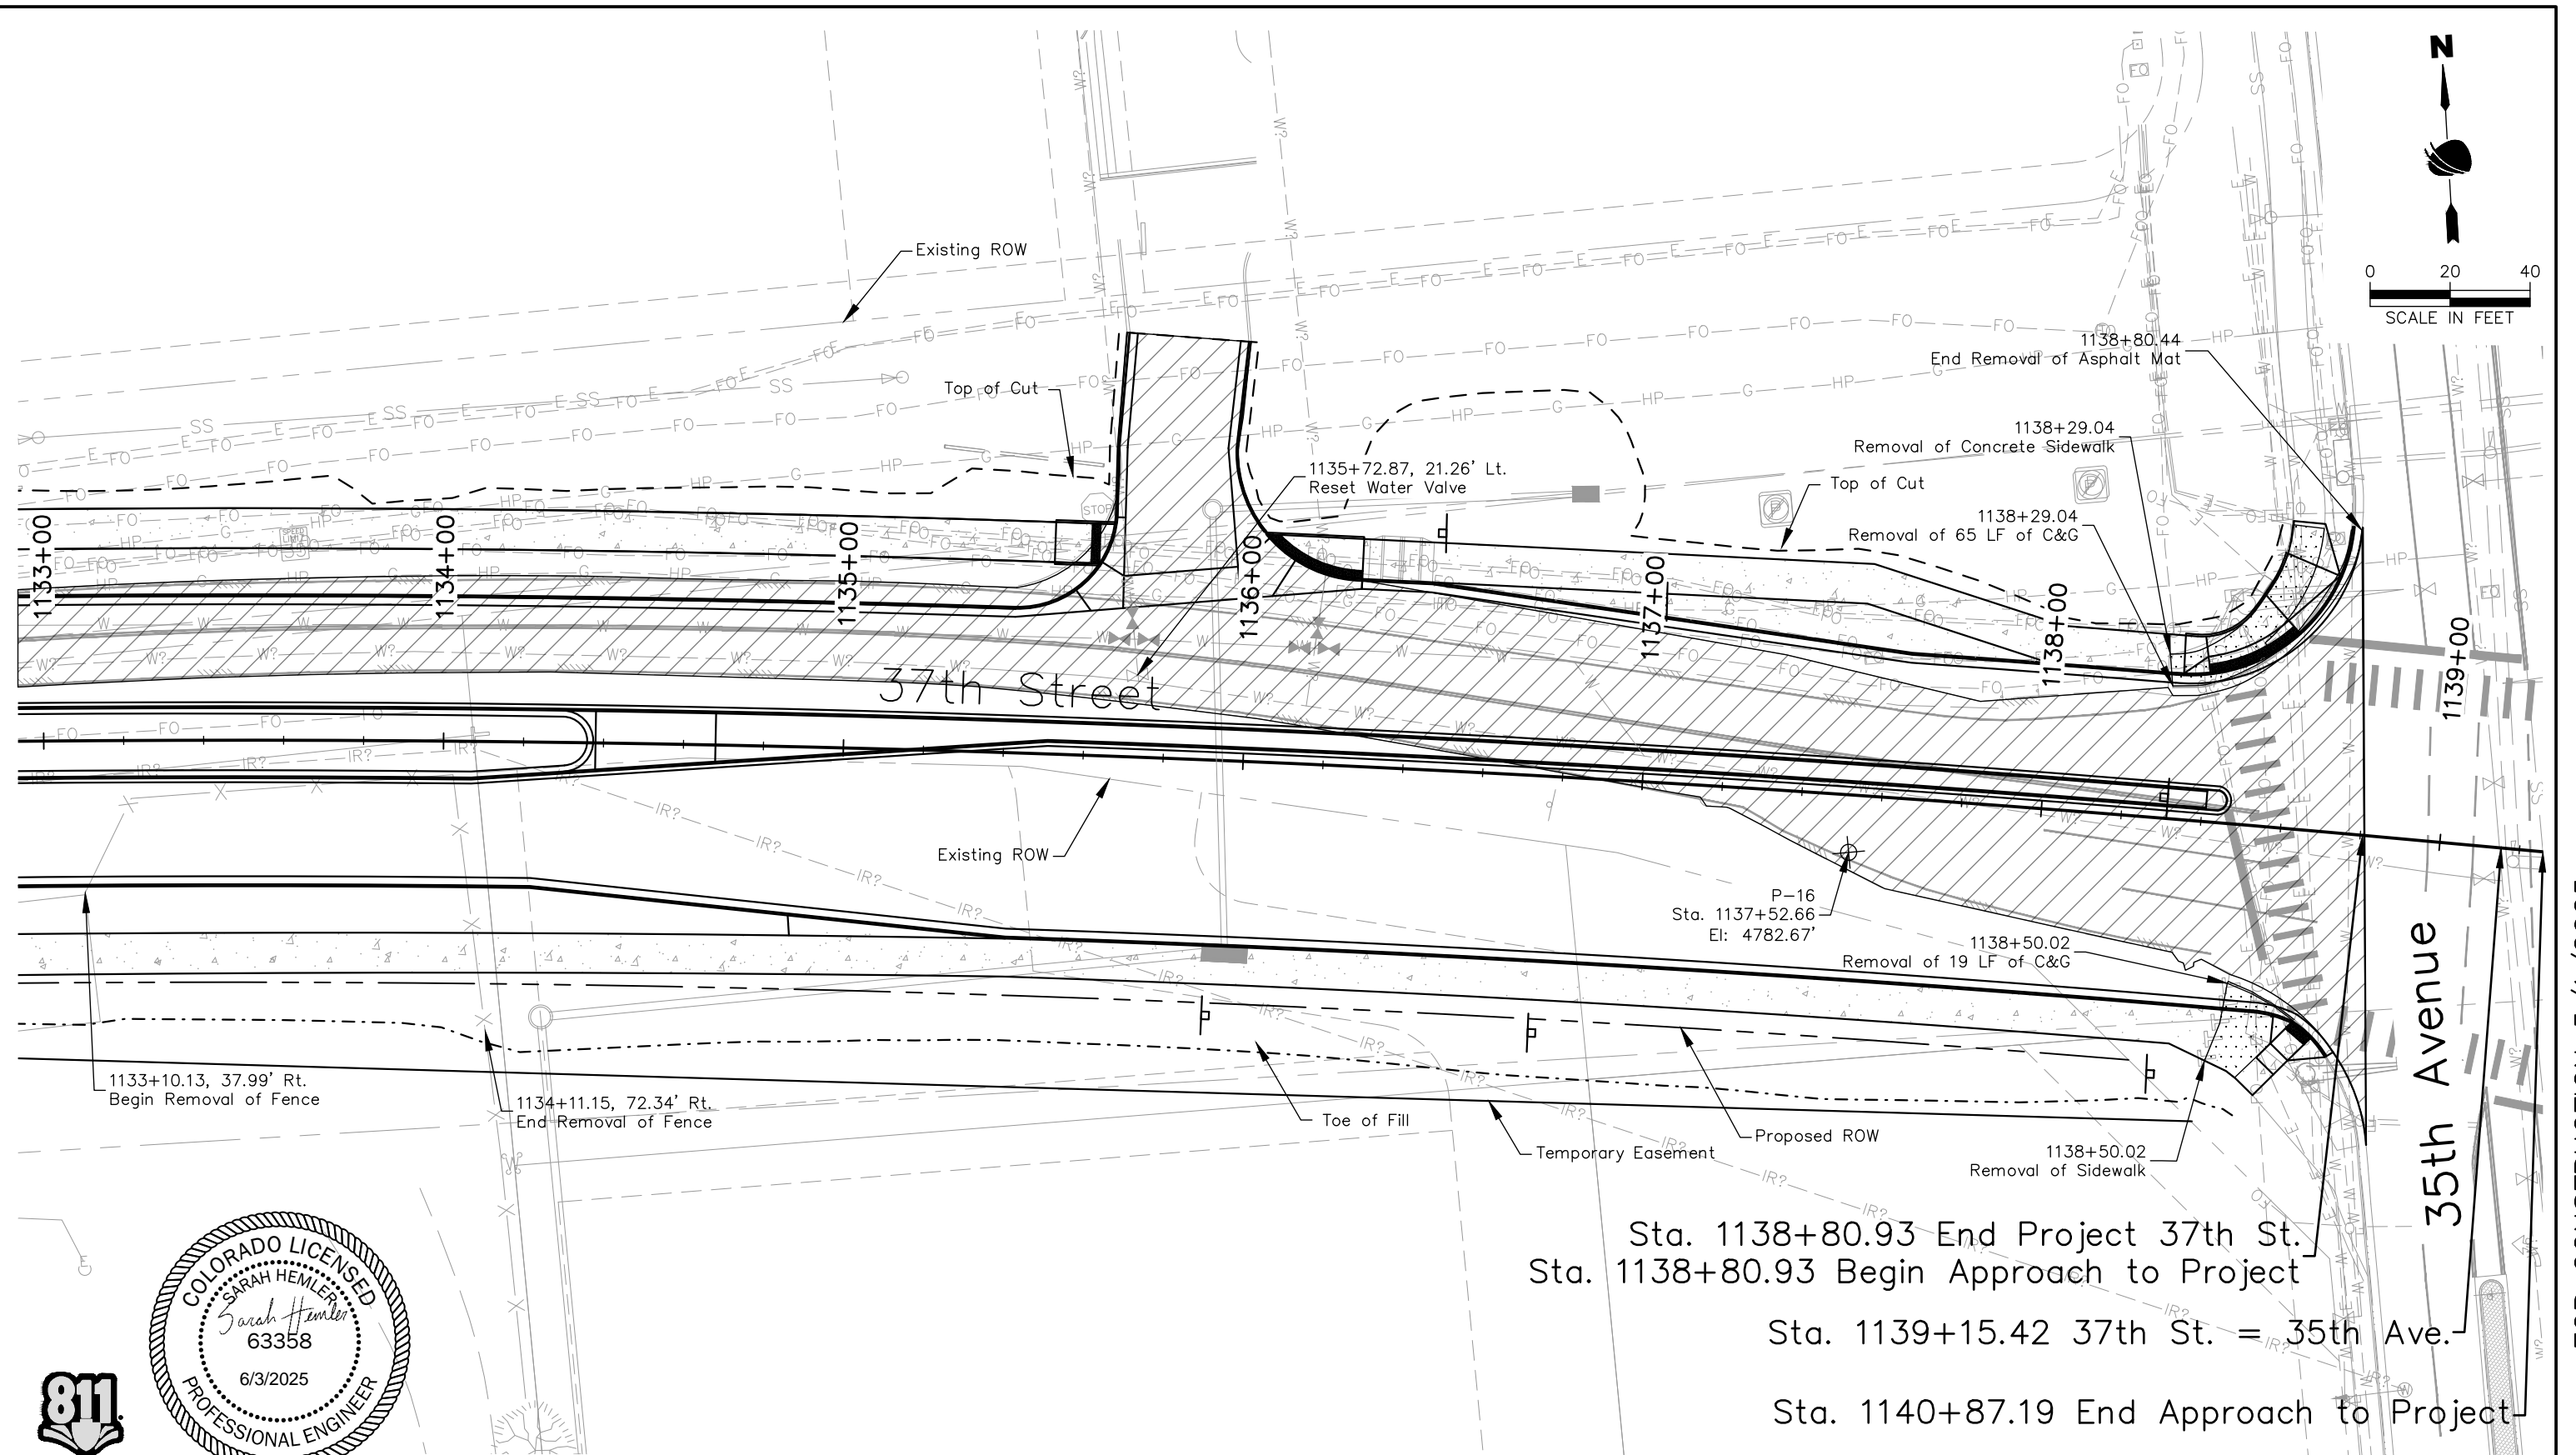 N
0 20 40
SCALE IN FEET
Existing ROW
1138+80.44
End Removal of Asphalt Mat
Top of Cut
1138+29.04
Removal of Concrete Sidewalk
1135+72.87, 21.26' Lt.
Reset Water Valve
Top of Cut
1138+29.04
Removal of 65 LF of C&G
STOP
SPEED
LIMIT
1133+00
1134+00
1135+00
1136+00
1137+00
1138+00
1139+00
37th Street
Existing ROW
P-16
Sta. 1137+52.66
El: 4782.67'
1138+50.02
Removal of 19 LF of C&G
35th Avenue
1133+10.13, 37.99' Rt.
Begin Removal of Fence
1134+11.15, 72.34' Rt.
End Removal of Fence
Toe of Fill
Temporary Easement
Proposed ROW
1138+50.02
Removal of Sidewalk
Sta. 1138+80.93 End Project 37th St.
Sta. 1138+80.93 Begin Approach to Project
Sta. 1139+15.42 37th St. = 35th Ave.
Sta. 1140+87.19 End Approach to Project
COLORADO LICENSED
SARAH HEMLER
Sarah Hemler
63358
6/3/2025
PROFESSIONAL ENGINEER
811